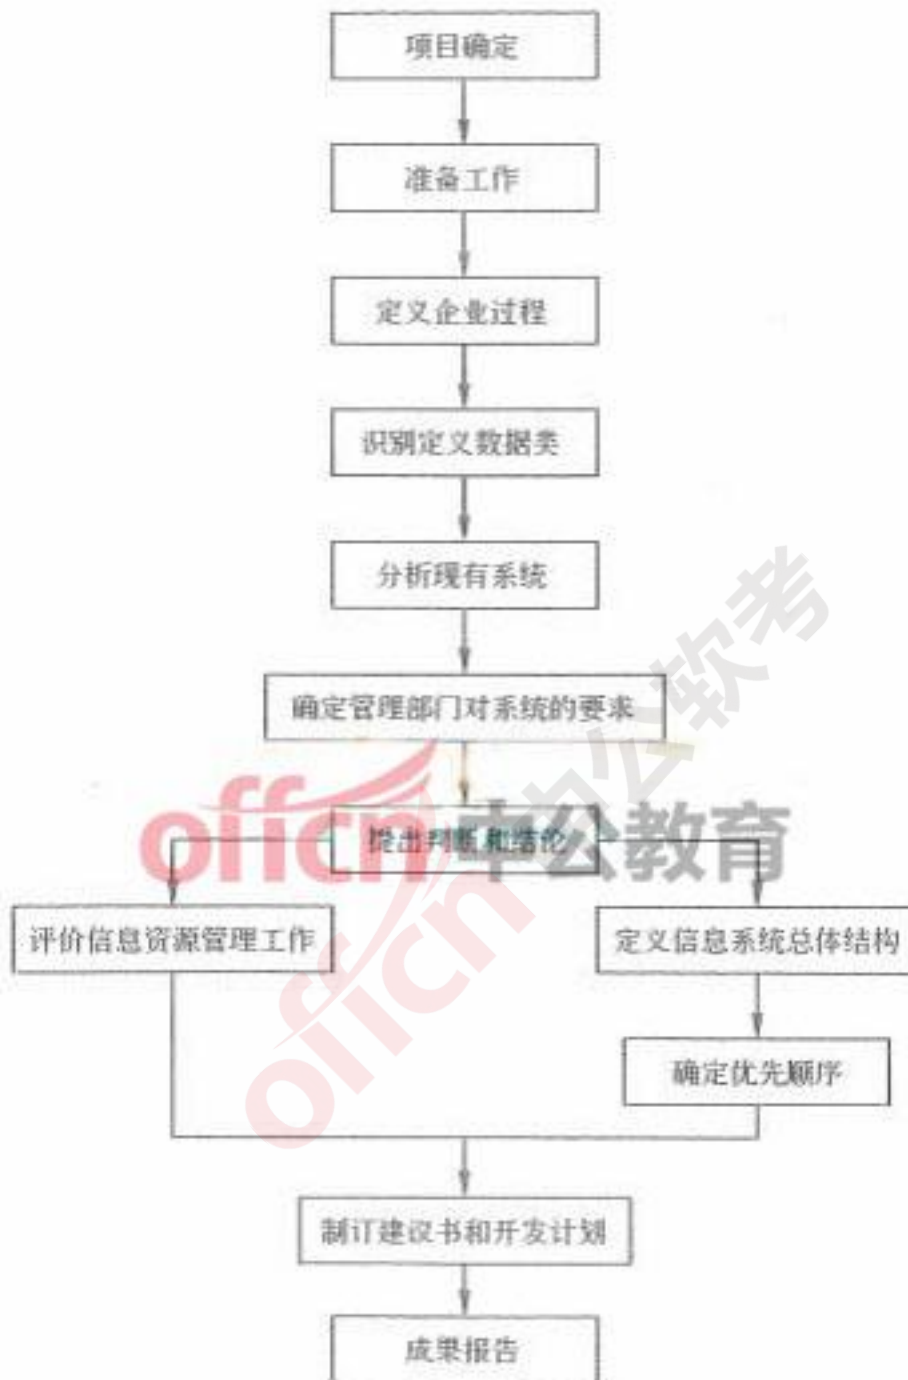 项目确定
准备工作
定义企业过程
识别定义数据类
分析现有系统
确定管理部门对系统的要求
提出判断和结论
offcn 中公教育
offcn 中公软考
评价信息资源管理工作
定义信息系统总体结构
确定优先顺序
制订建议书和开发计划
成果报告